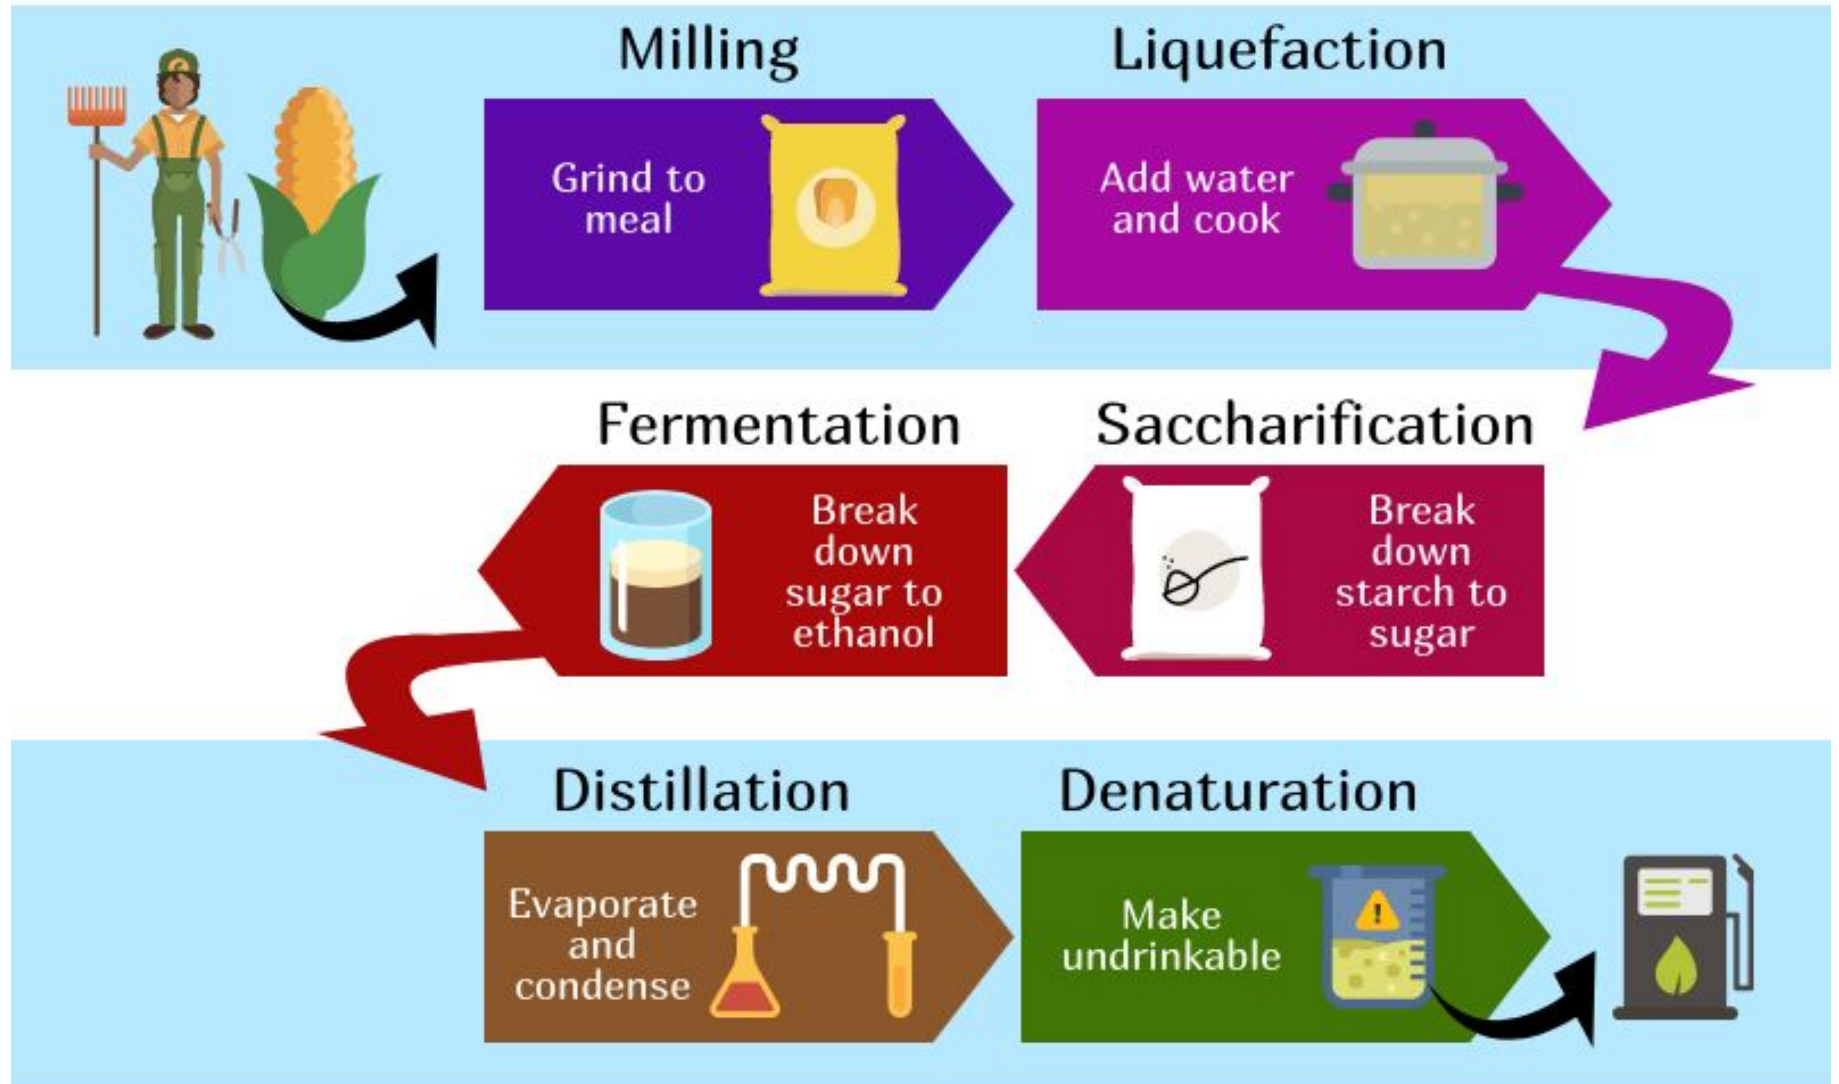 Milling
Grind to
meal
Liquefaction
Add water
and cook
Saccharification
Break
down
starch to
sugar
Fermentation
Break
down
sugar to
ethanol
Distillation
Evaporate
and
condense
Denaturation
Make
undrinkable
!